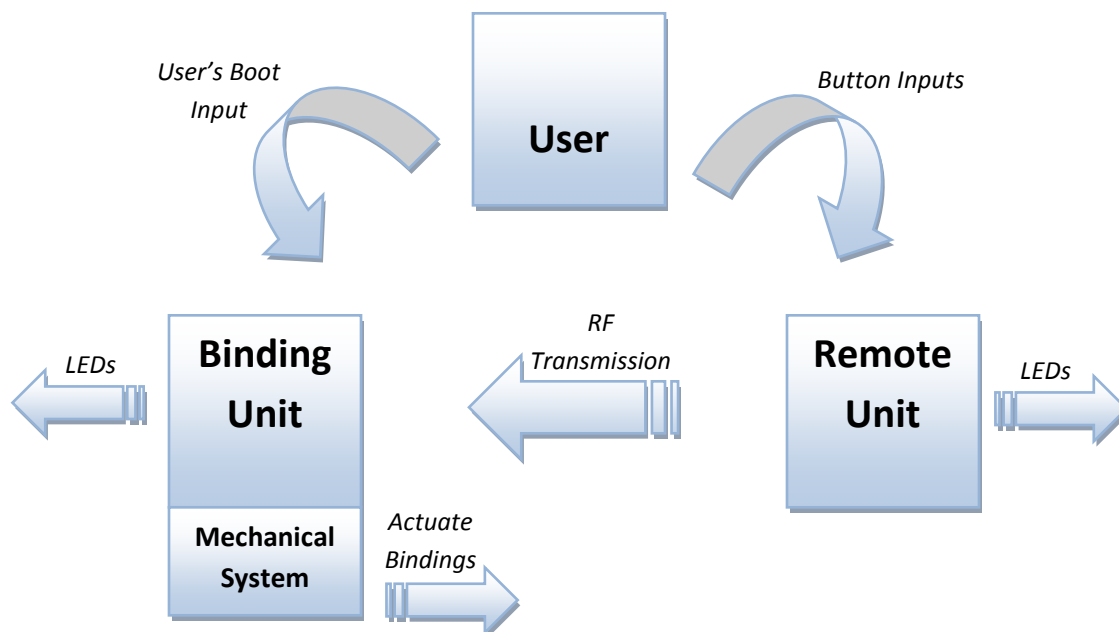 User's Boot
Input
User
Button Inputs
LEDs
Binding
Unit
RF
Transmission
Remote
Unit
LEDs
Mechanical
System
Actuate
Bindings